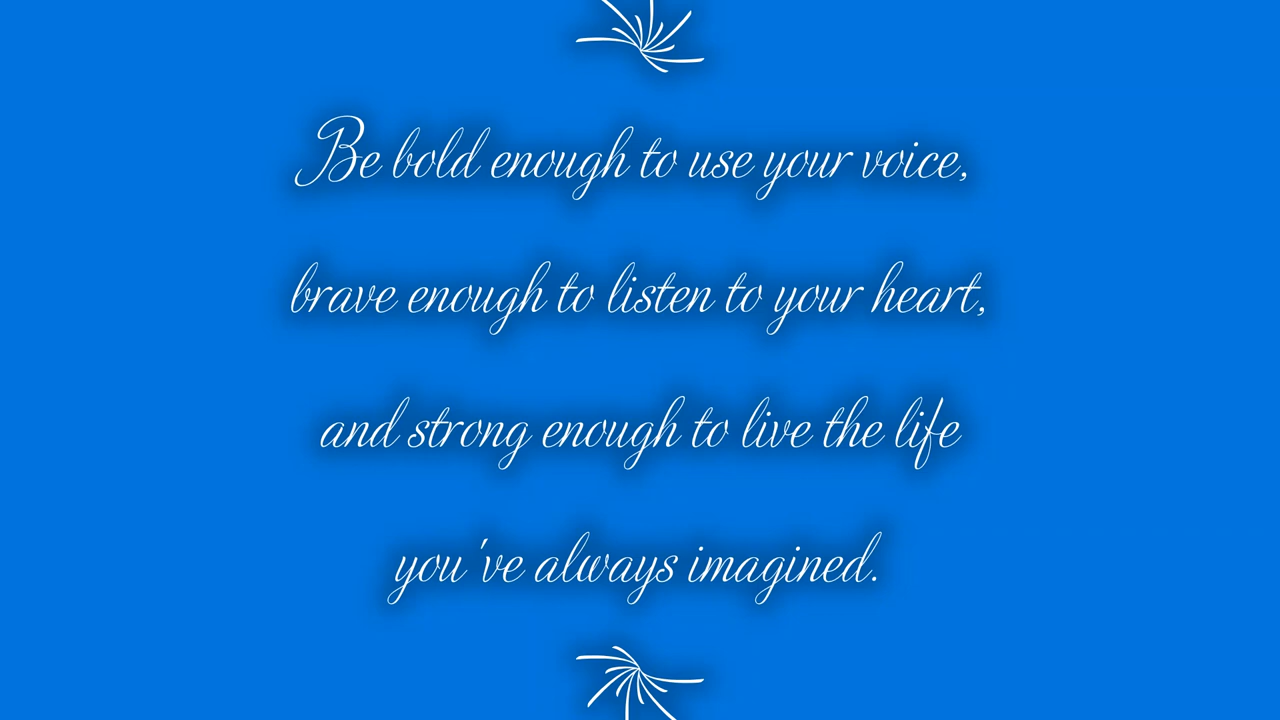 Be bold enough to use your voice,
brave enough to listen to your heart,
and strong enough to live the life
you've always imagined.